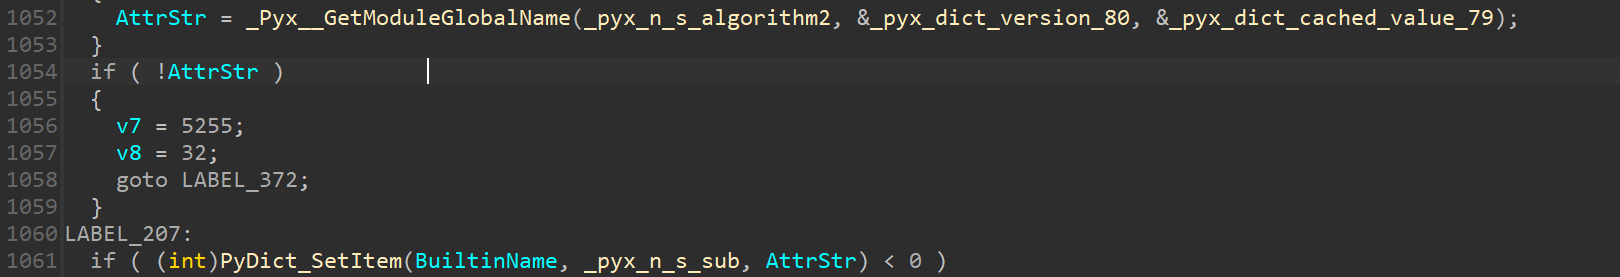 {
1052 AttrStr = _Pyx__GetModuleGlobalName(_pyx_n_s_algorithm2, &_pyx_dict_version_80, &_pyx_dict_cached_value_79);
1053 }
1054 if ( !AttrStr )
1055 {
1056 v7 = 5255;
1057 v8 = 32;
1058 goto LABEL_372;
1059 }
1060 LABEL_207:
1061 if ( (int)PyDict_SetItem(BuiltinName, _pyx_n_s_sub, AttrStr) < 0 )